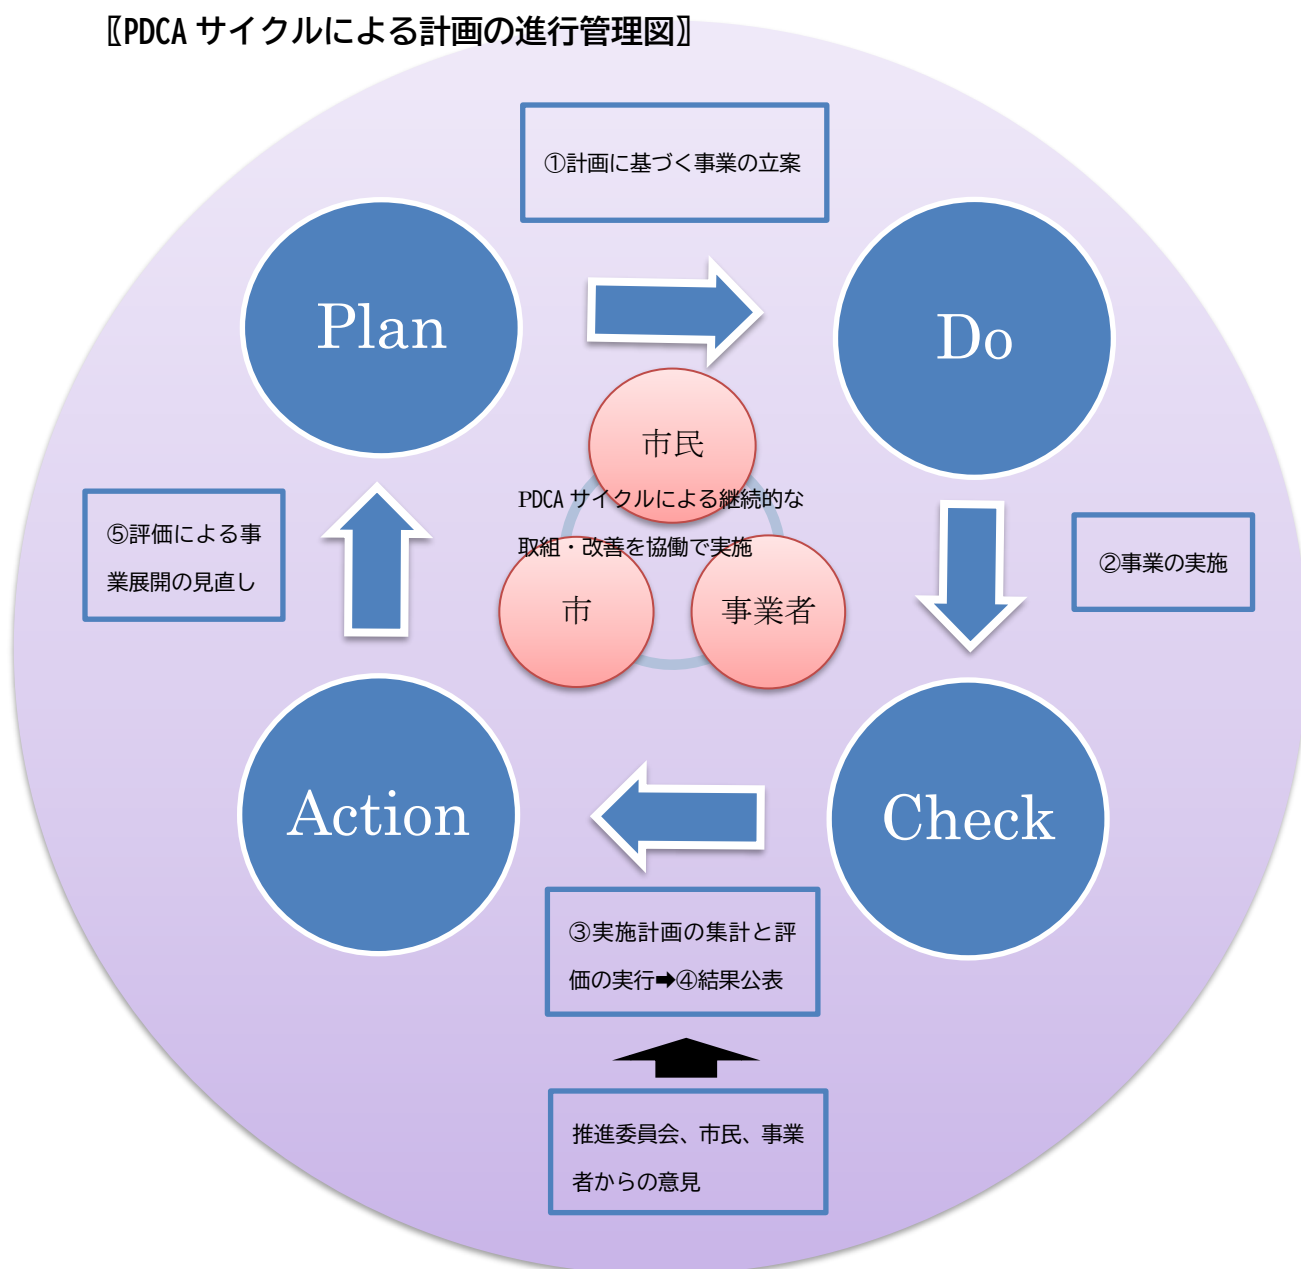 〖PDCA サイクルによる計画の進行管理図〗
①計画に基づく事業の立案
Plan
Do
市民
PDCA サイクルによる継続的な
取組・改善を協働で実施
⑤評価による事
業展開の見直し
②事業の実施
市
事業者
Action
Check
③実施計画の集計と評
価の実行➡④結果公表
推進委員会、市民、事業
者からの意見